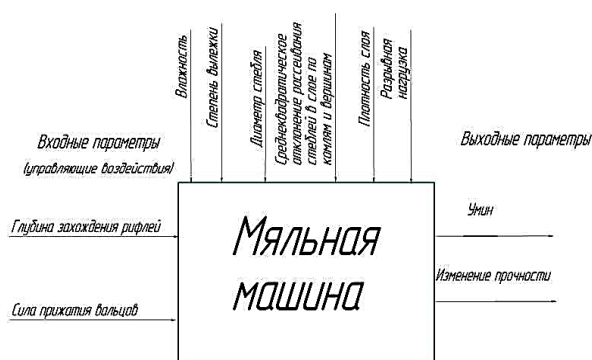 Влажность
Степень вылежки
Диаметр стебля
Среднеквадратическое
отклонение рассеивания
стеблей в слое по
комлям и вершинам
Плотность слоя
Разрывная
нагрузка
Входные параметры
(управляющие воздействия)
Выходные параметры
Глубина захождения рифлей
Сила прижатия вальцов
Мяльная
машина
Умин
Изменение прочности